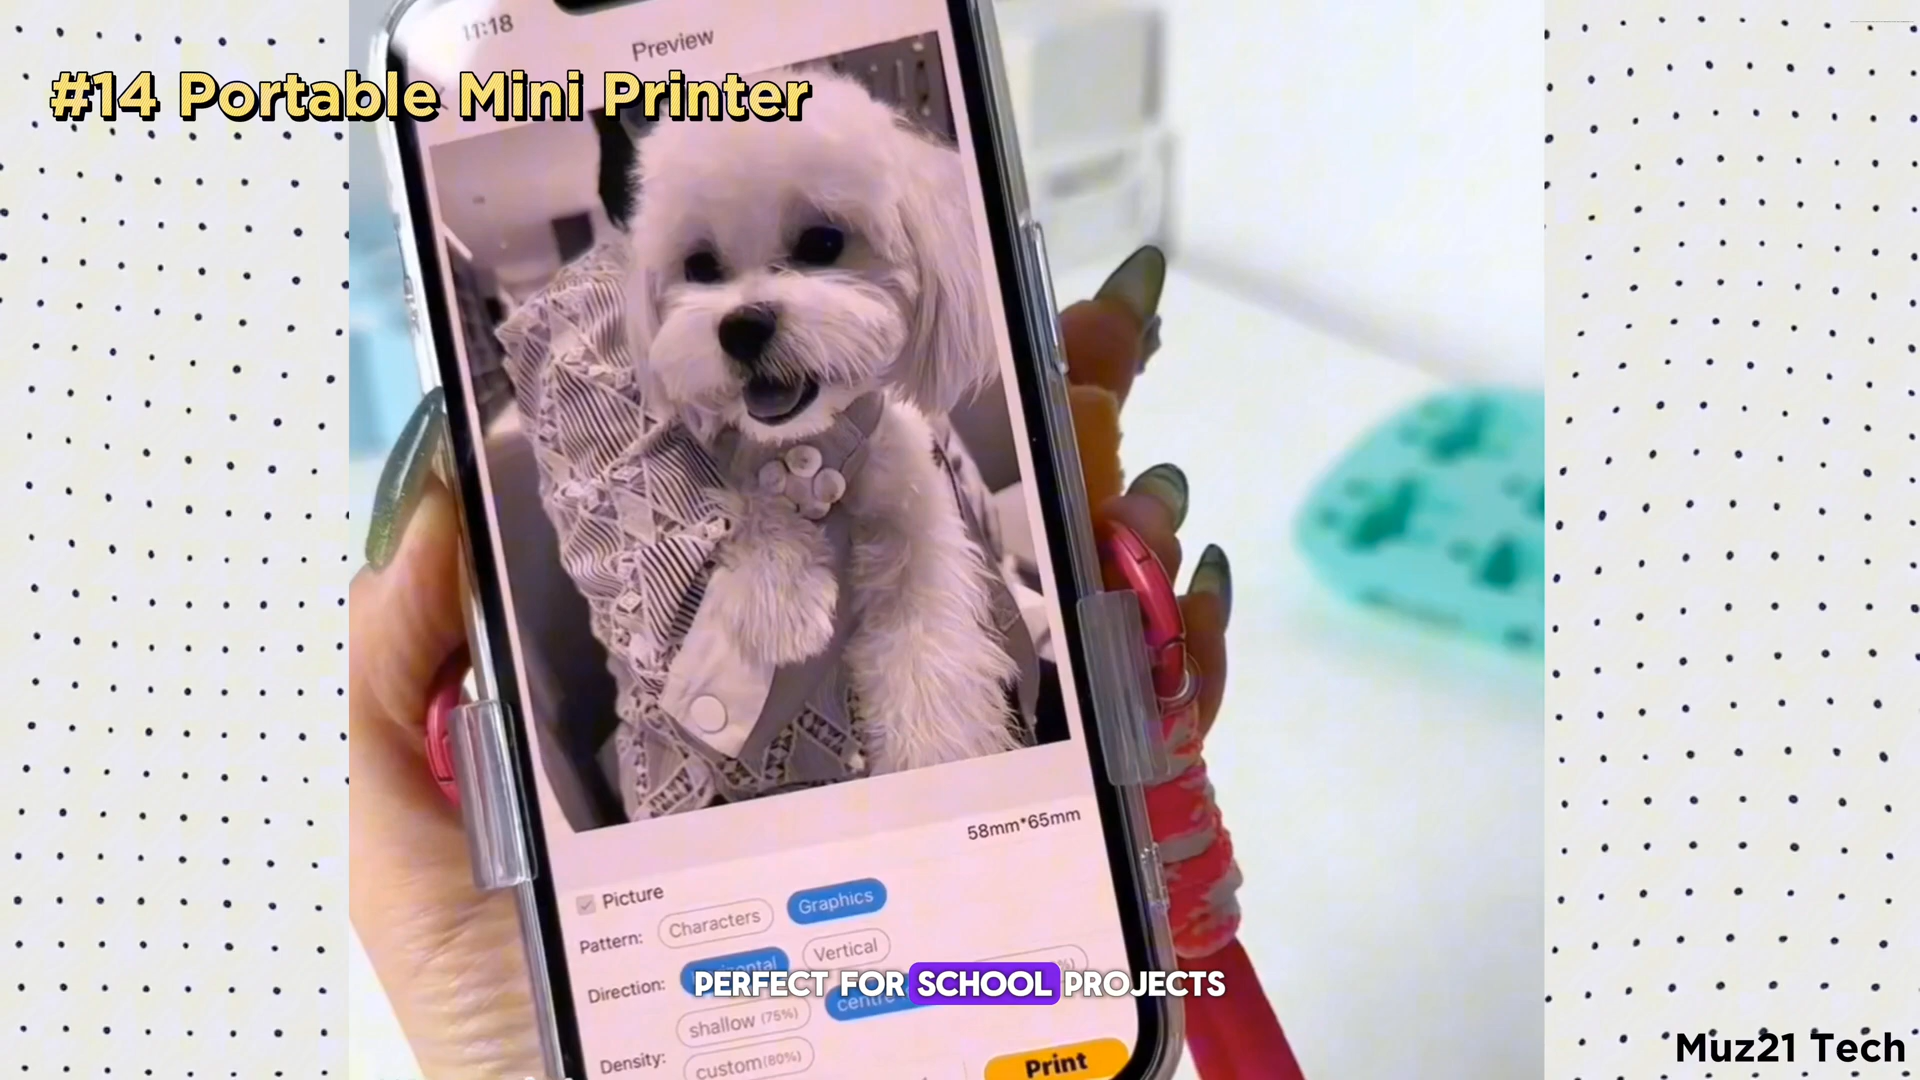 11:18
Preview
#14 Portable Mini Printer
58mm*65mm
Picture
Pattern: Characters Graphics
Direction: Vertical
PERFECT FOR SCHOOL PROJECTS
shallow (75%)
Density: custom(80%)
Print
Muz21 Tech